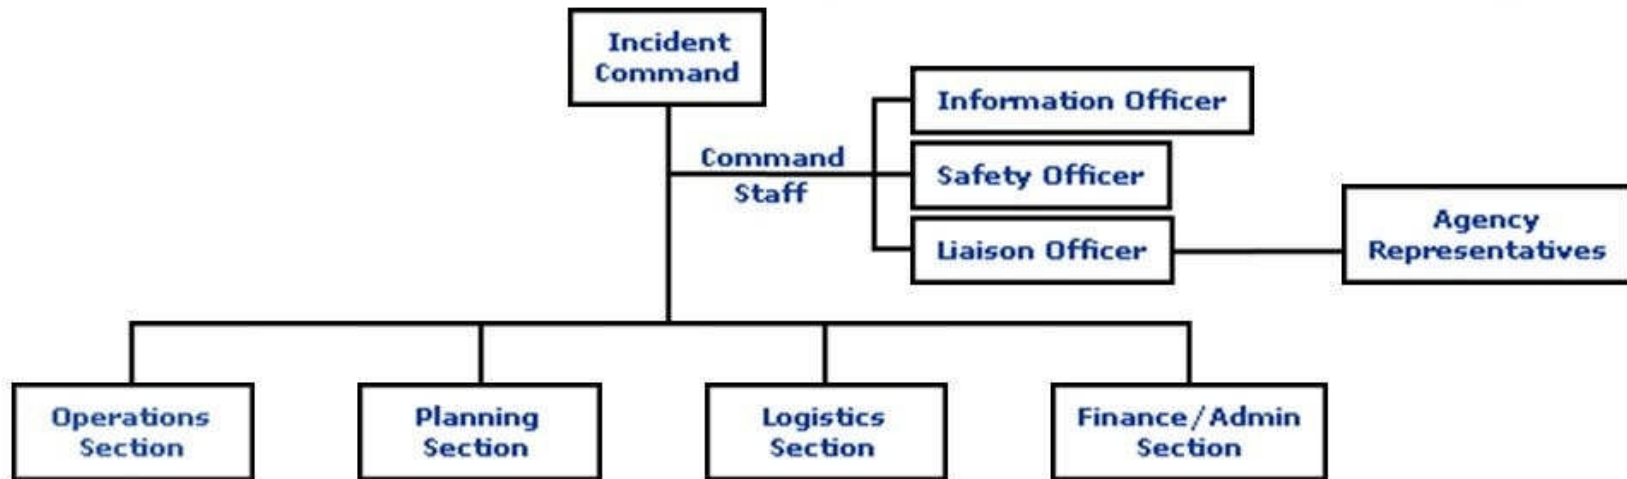 Incident
Command
Information Officer
Command
Staff
Safety Officer
Liaison Officer
Agency
Representatives
Operations
Section
Planning
Section
Logistics
Section
Finance/Admin
Section